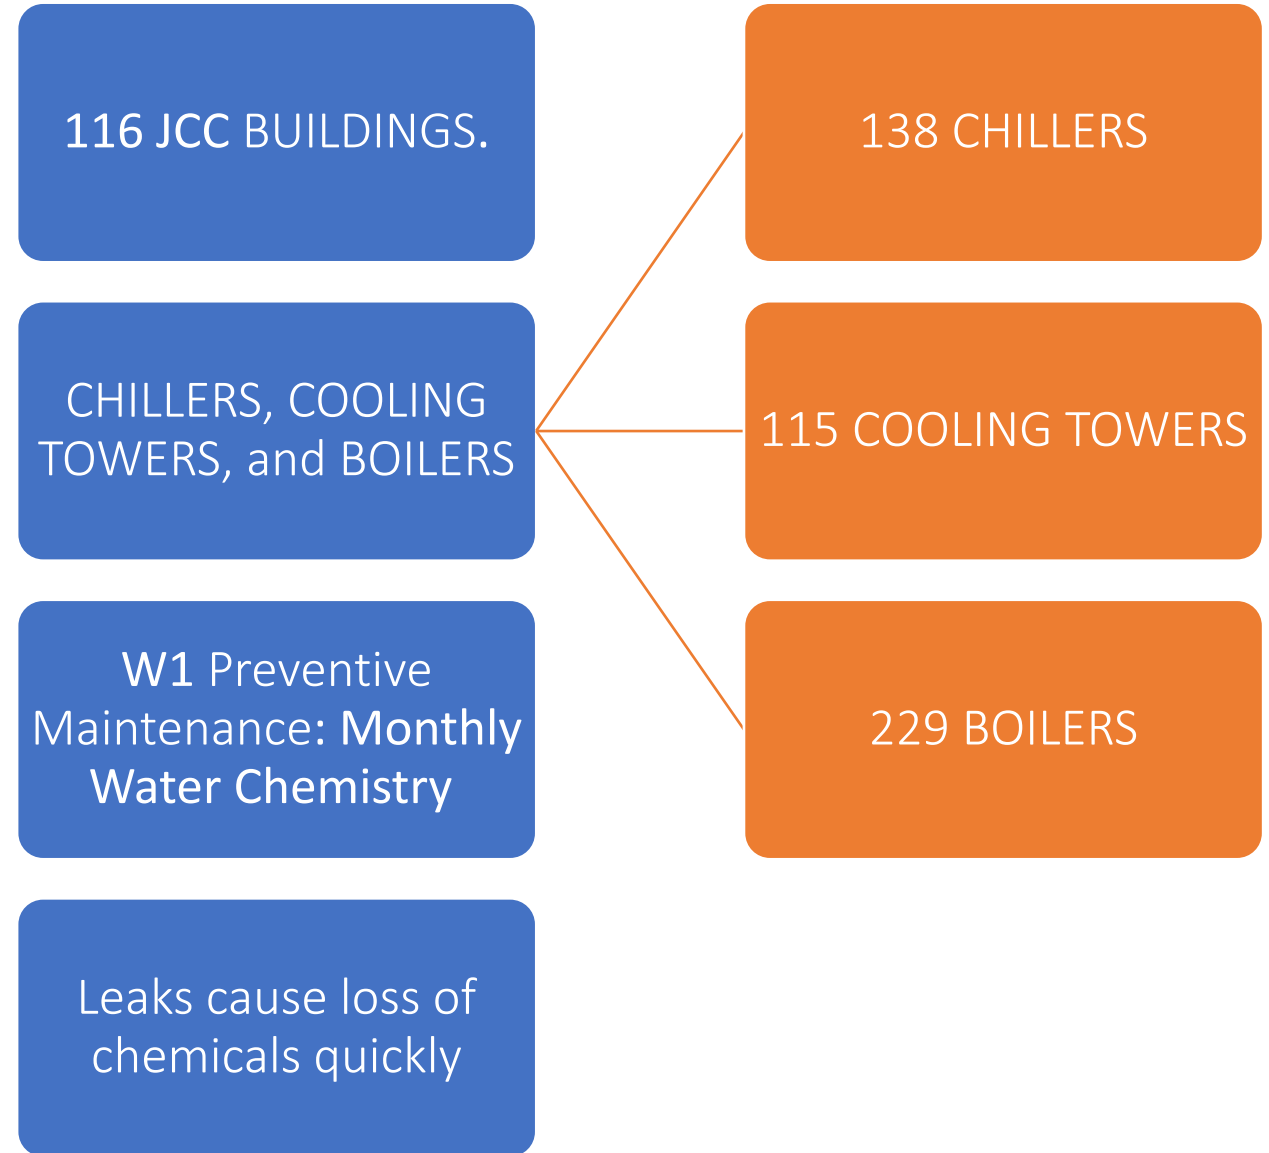 116 JCC BUILDINGS.
CHILLERS, COOLING
TOWERS, and BOILERS
138 CHILLERS
115 COOLING TOWERS
229 BOILERS
W1 Preventive
Maintenance: Monthly
Water Chemistry
Leaks cause loss of
chemicals quickly